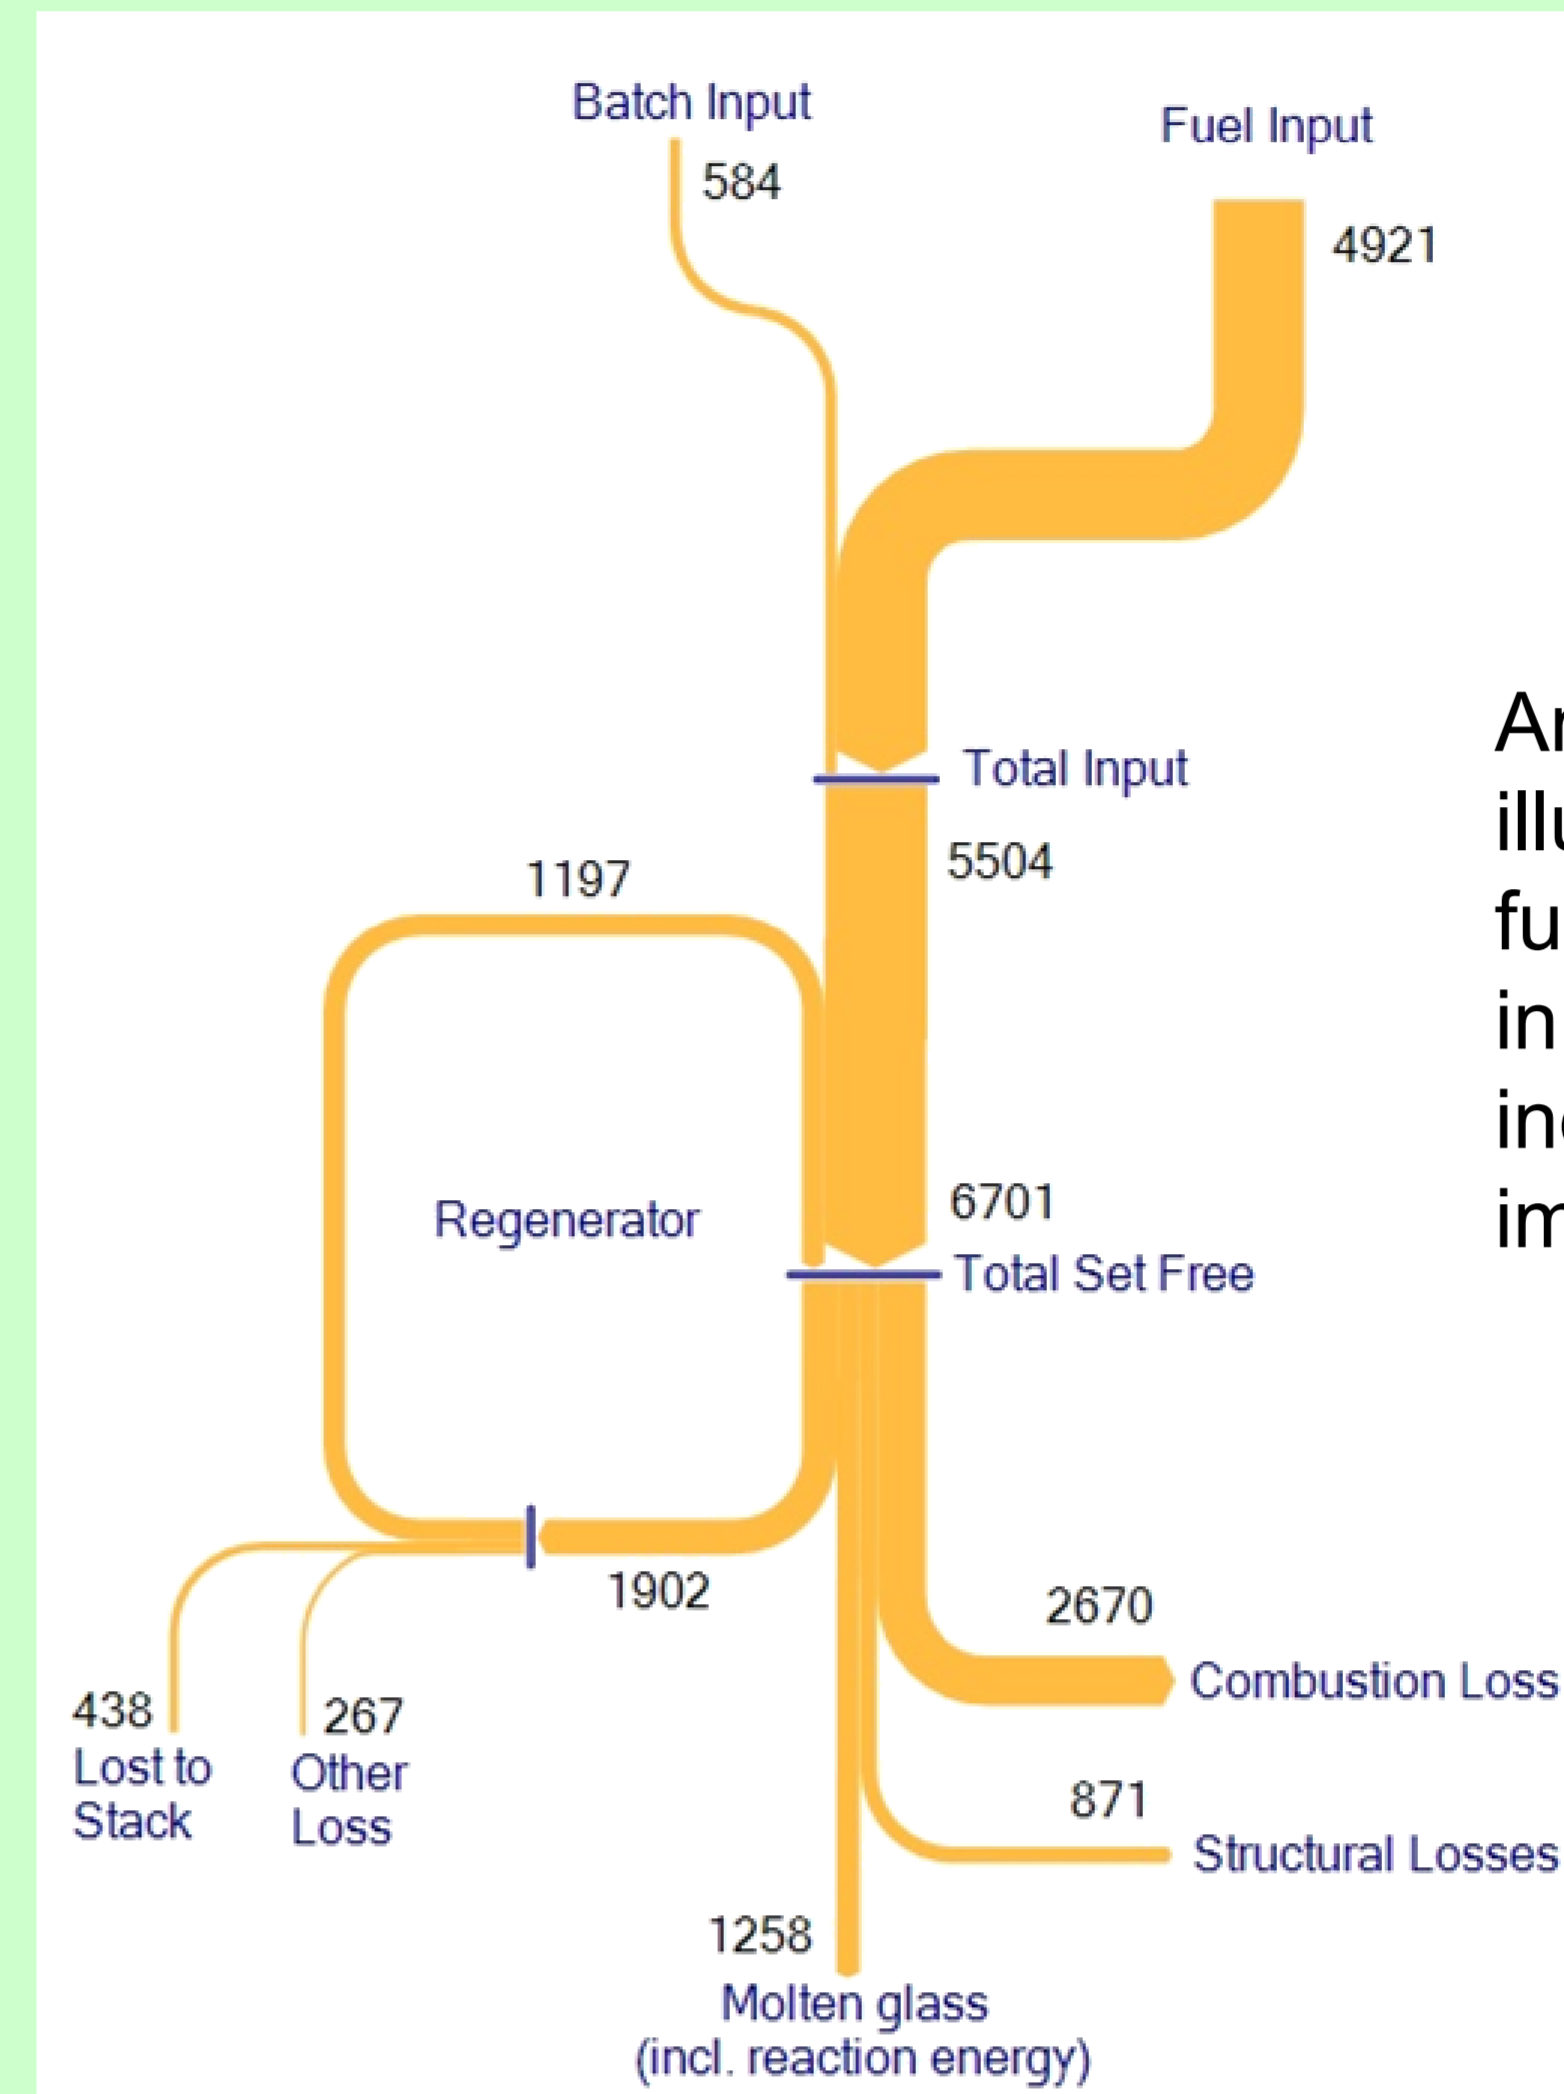 Batch Input
584
Fuel Input
4921
Total Input
5504
1197
Regenerator
6701
Total Set Free
1902
438
Lost to
Stack
267
Other
Loss
2670
Combustion Loss
871
Structural Losses
1258
Molten glass
(incl. reaction energy)
in